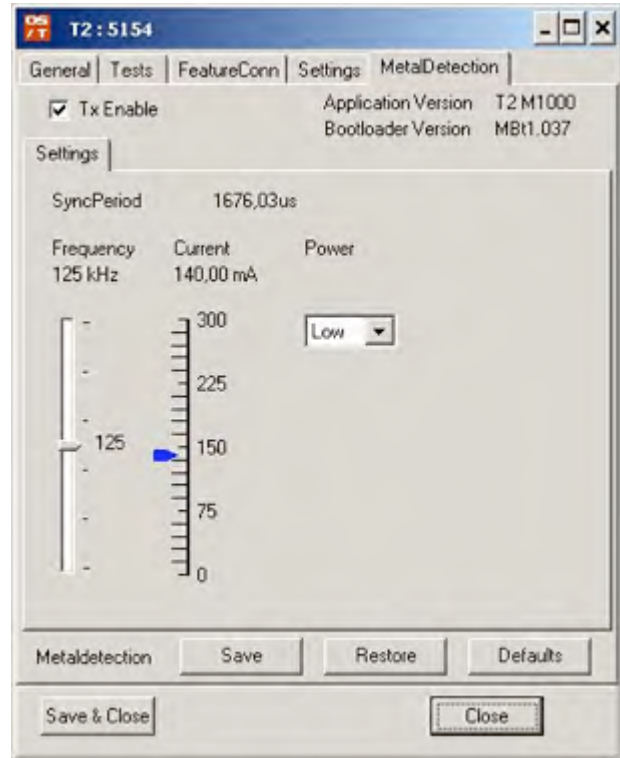 OS/T T2 : 5154
General Tests FeatureConn Settings MetalDetection
Tx Enable
Application Version T2 M1000
Bootloader Version MBt1.037
Settings
SyncPeriod 1676,03us
Frequency Current Power
125 kHz 140,00 mA
300
Low
225
125
150
75
0
Metaldetection Save Restore Defaults
Save & Close Close